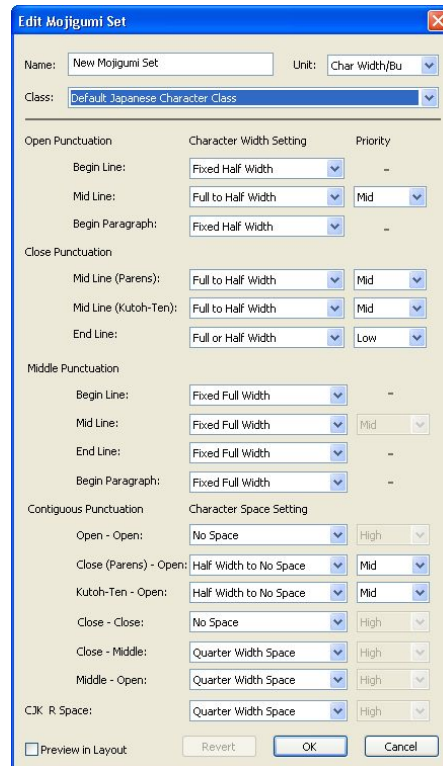 Edit Mojigumi Set
Name: New Mojigumi Set Unit: Char Width/Bu
Class: Default Japanese Character Class
Open Punctuation Character Width Setting Priority
Begin Line: Fixed Half Width –
Mid Line: Full to Half Width Mid
Begin Paragraph: Fixed Half Width –
Close Punctuation
Mid Line (Parens): Full to Half Width Mid
Mid Line (Kutoh-Ten): Full to Half Width Mid
End Line: Full or Half Width Low
Middle Punctuation
Begin Line: Fixed Full Width –
Mid Line: Fixed Full Width Mid
End Line: Fixed Full Width –
Begin Paragraph: Fixed Full Width –
Contiguous Punctuation Character Space Setting
Open - Open: No Space High
Close (Parens) - Open: Half Width to No Space Mid
Kutoh-Ten - Open: Half Width to No Space Mid
Close - Close: No Space High
Close - Middle: Quarter Width Space High
Middle - Open: Quarter Width Space High
CJK R Space: Quarter Width Space High
Preview in Layout Revert OK Cancel